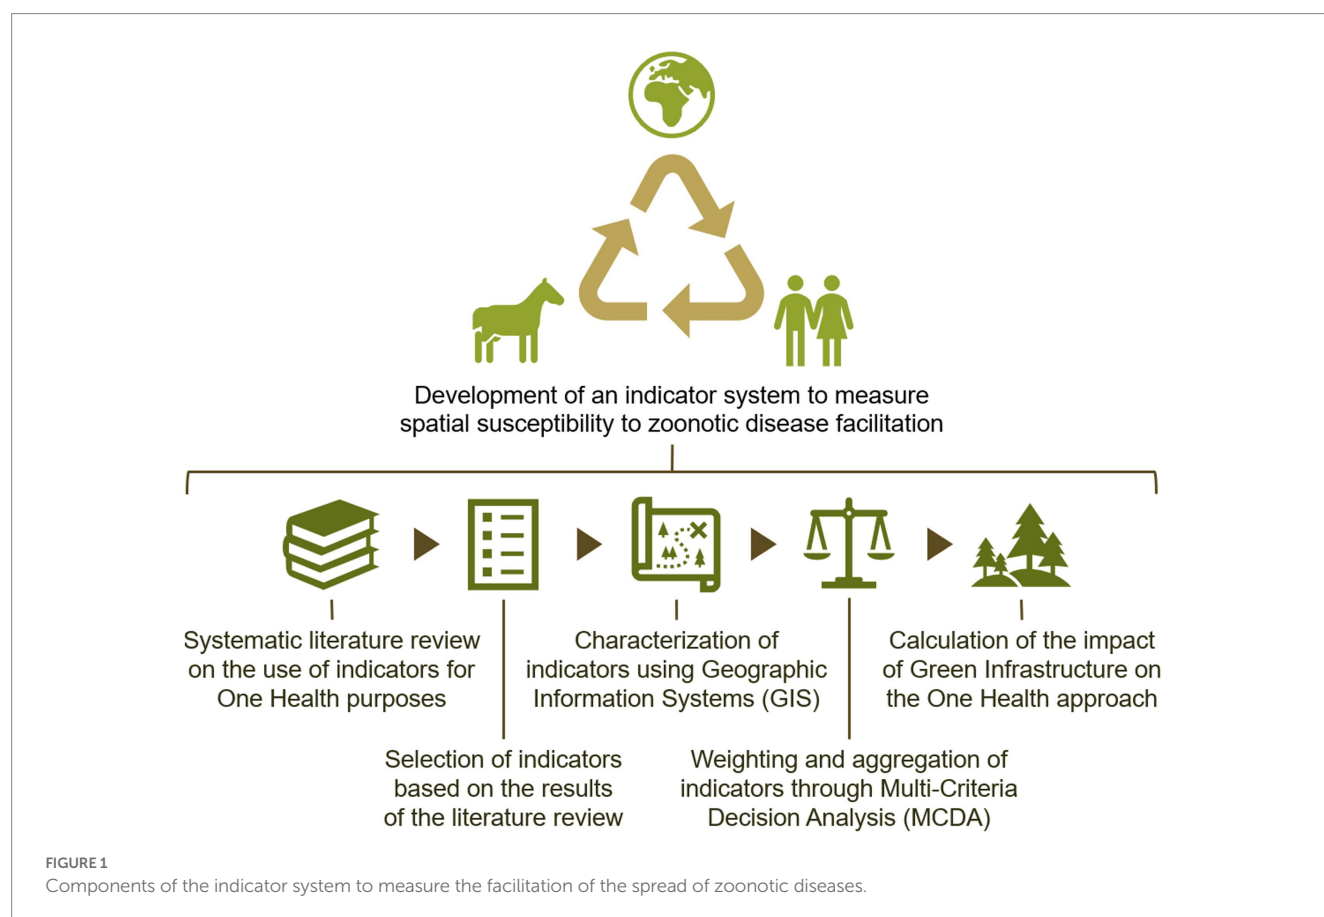 Development of an indicator system to measure
spatial susceptibility to zoonotic disease facilitation
Systematic literature review
on the use of indicators for
One Health purposes
Selection of indicators
based on the results
of the literature review
Characterization of
indicators using Geographic
Information Systems (GIS)
Weighting and aggregation of
indicators through Multi-Criteria
Decision Analysis (MCDA)
Calculation of the impact
of Green Infrastructure on
the One Health approach
FIGURE 1
Components of the indicator system to measure the facilitation of the spread of zoonotic diseases.